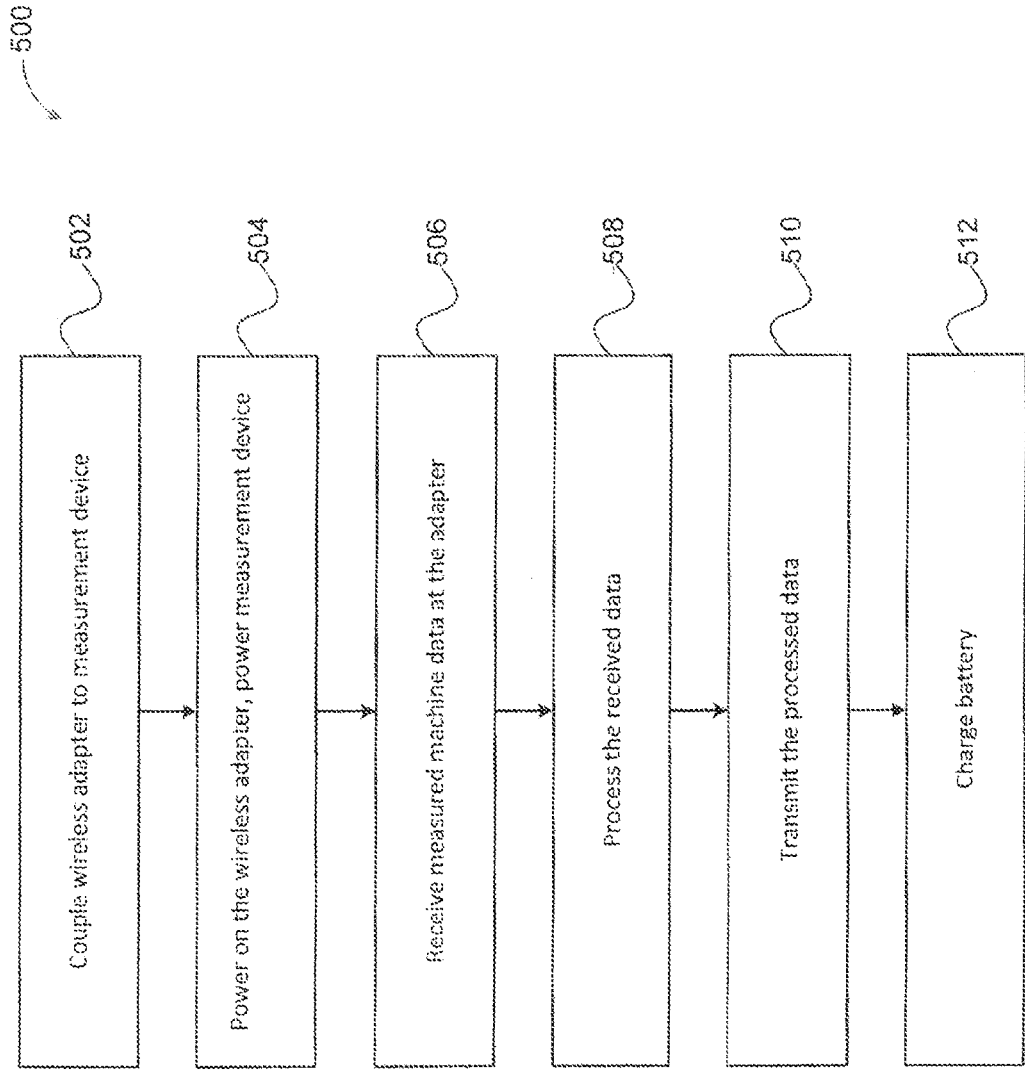 500
Couple wireless adapter to measurement device
502
Power on the wireless adapter, power measurement device
504
Receive measured machine data at the adapter
506
Process the received data
508
Transmit the processed data
510
Charge battery
512